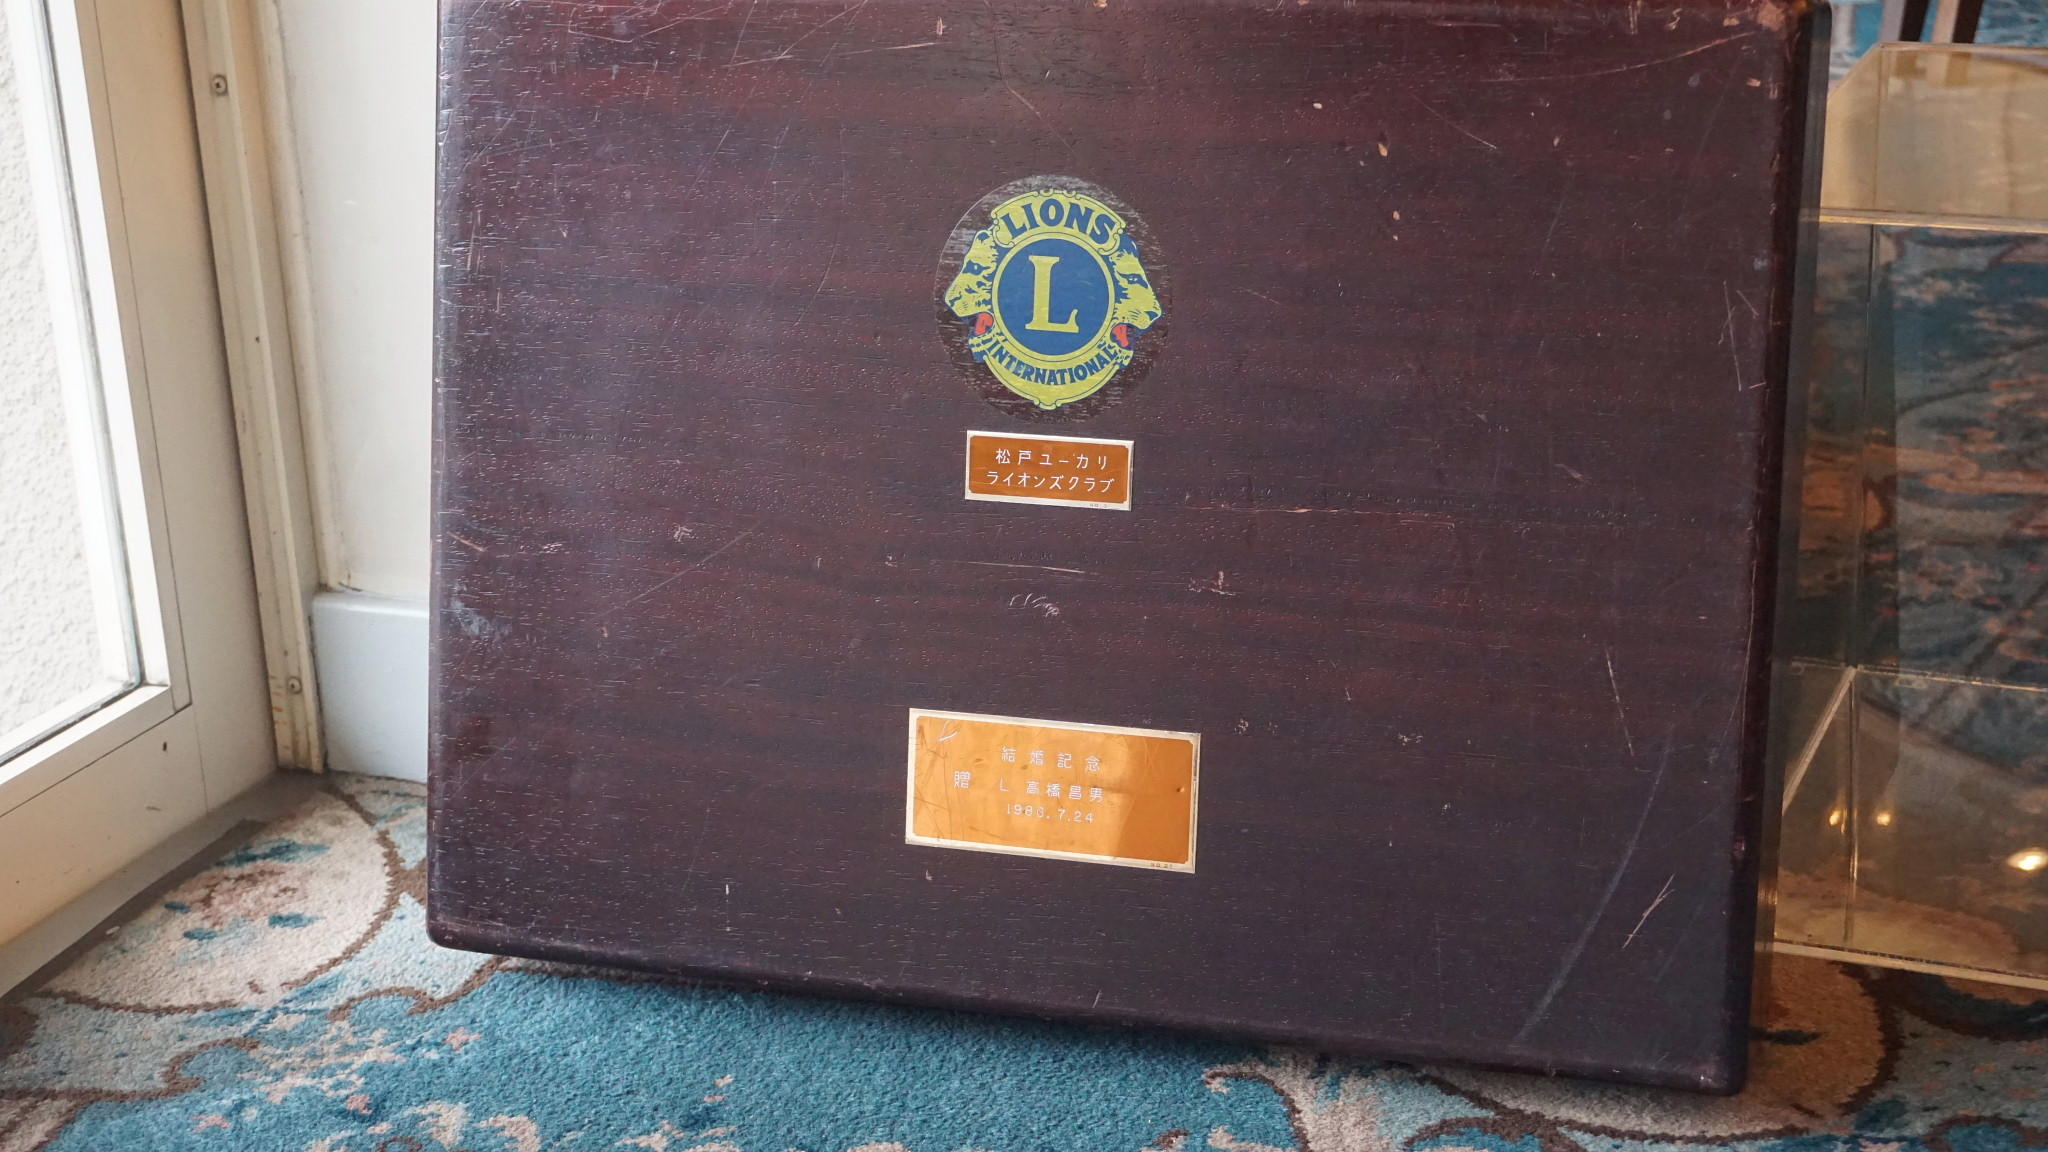 LIONS
L
INTERNATIONAL
松戸ユーカリ
ライオンズクラブ
結婚記念
贈 L 高橋昌男
1980.7.24